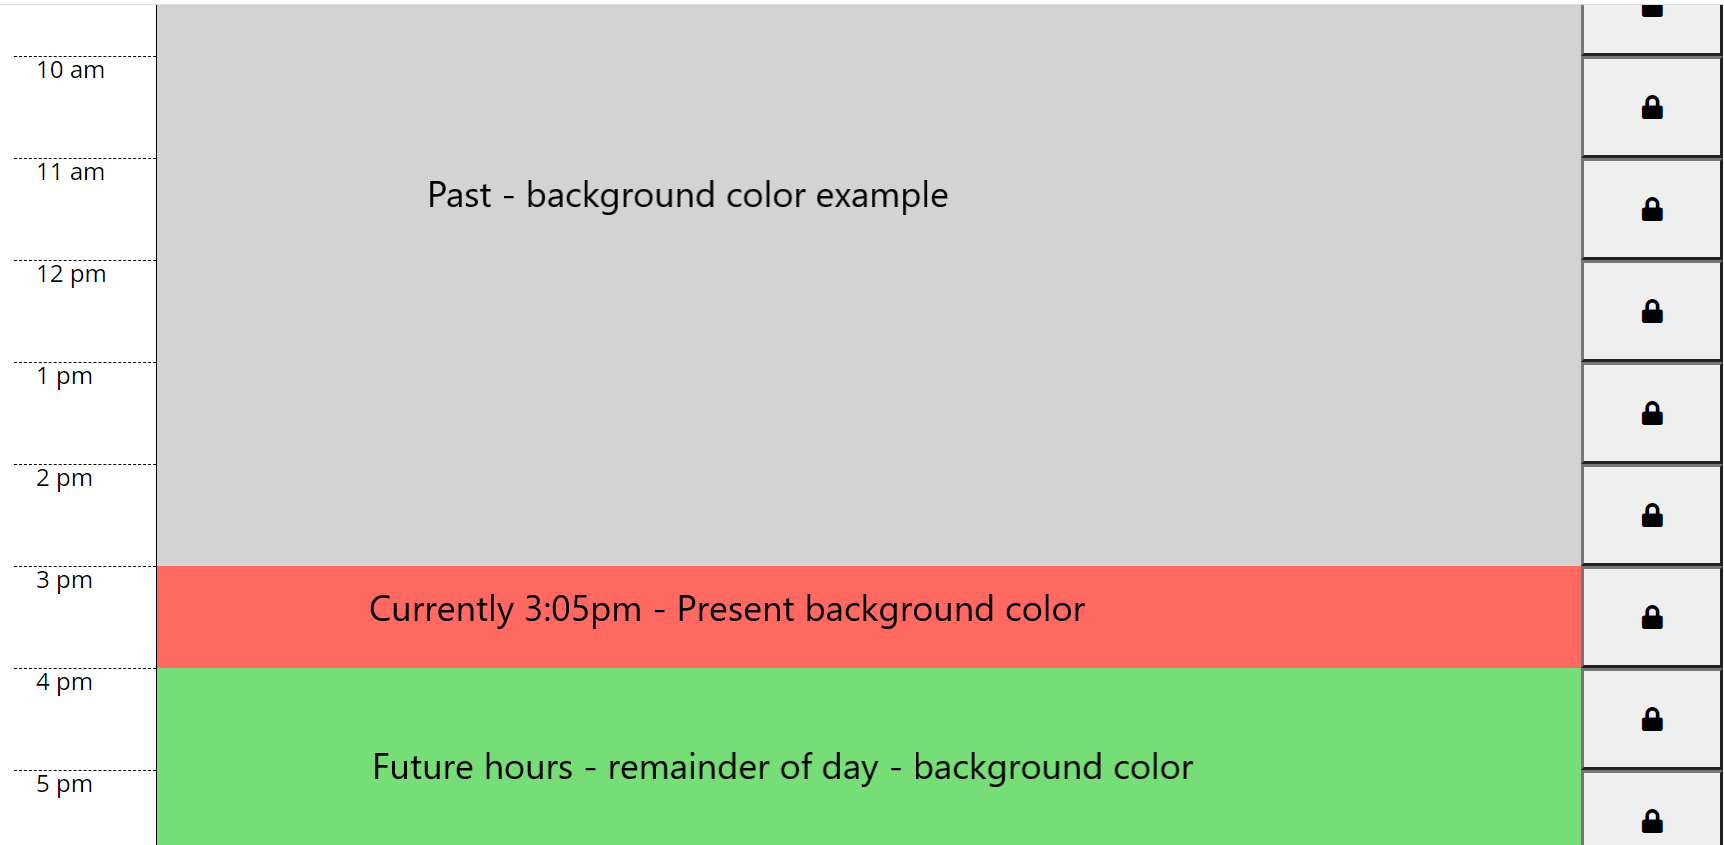 10 am
11 am
Past - background color example
12 pm
1 pm
2 pm
3 pm
Currently 3:05pm - Present background color
4 pm
Future hours - remainder of day - background color
5 pm